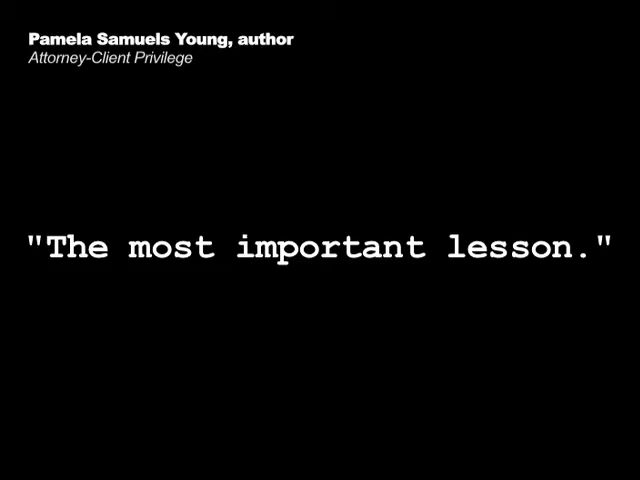 Pamela Samuels Young, author
Attorney-Client Privilege
"The most important lesson."